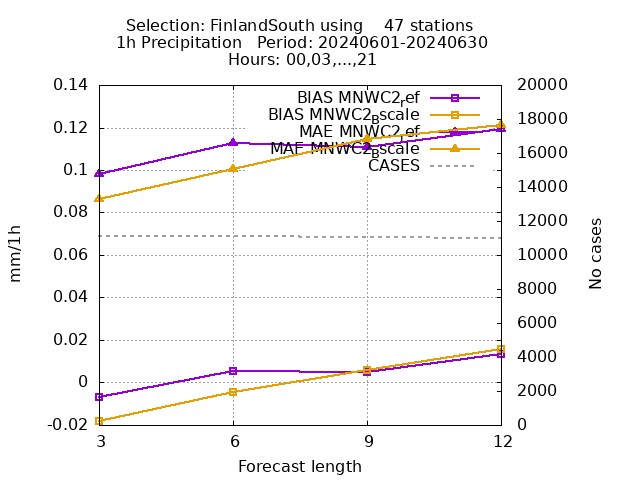 Selection: FinlandSouth using    47 stations
1h Precipitation   Period: 20240601-20240630
Hours: 00,03,...,21
0.14
0.12
0.1
0.08
0.06
0.04
0.02
0
-0.02
mm/1h
BIAS MNWC2_ref
BIAS MNWC2_Bscale
MAE MNWC2_ref
MAE MNWC2_Bscale
CASES
20000
18000
16000
14000
12000
10000
8000
6000
4000
2000
0
No cases
3 6 9 12
Forecast length